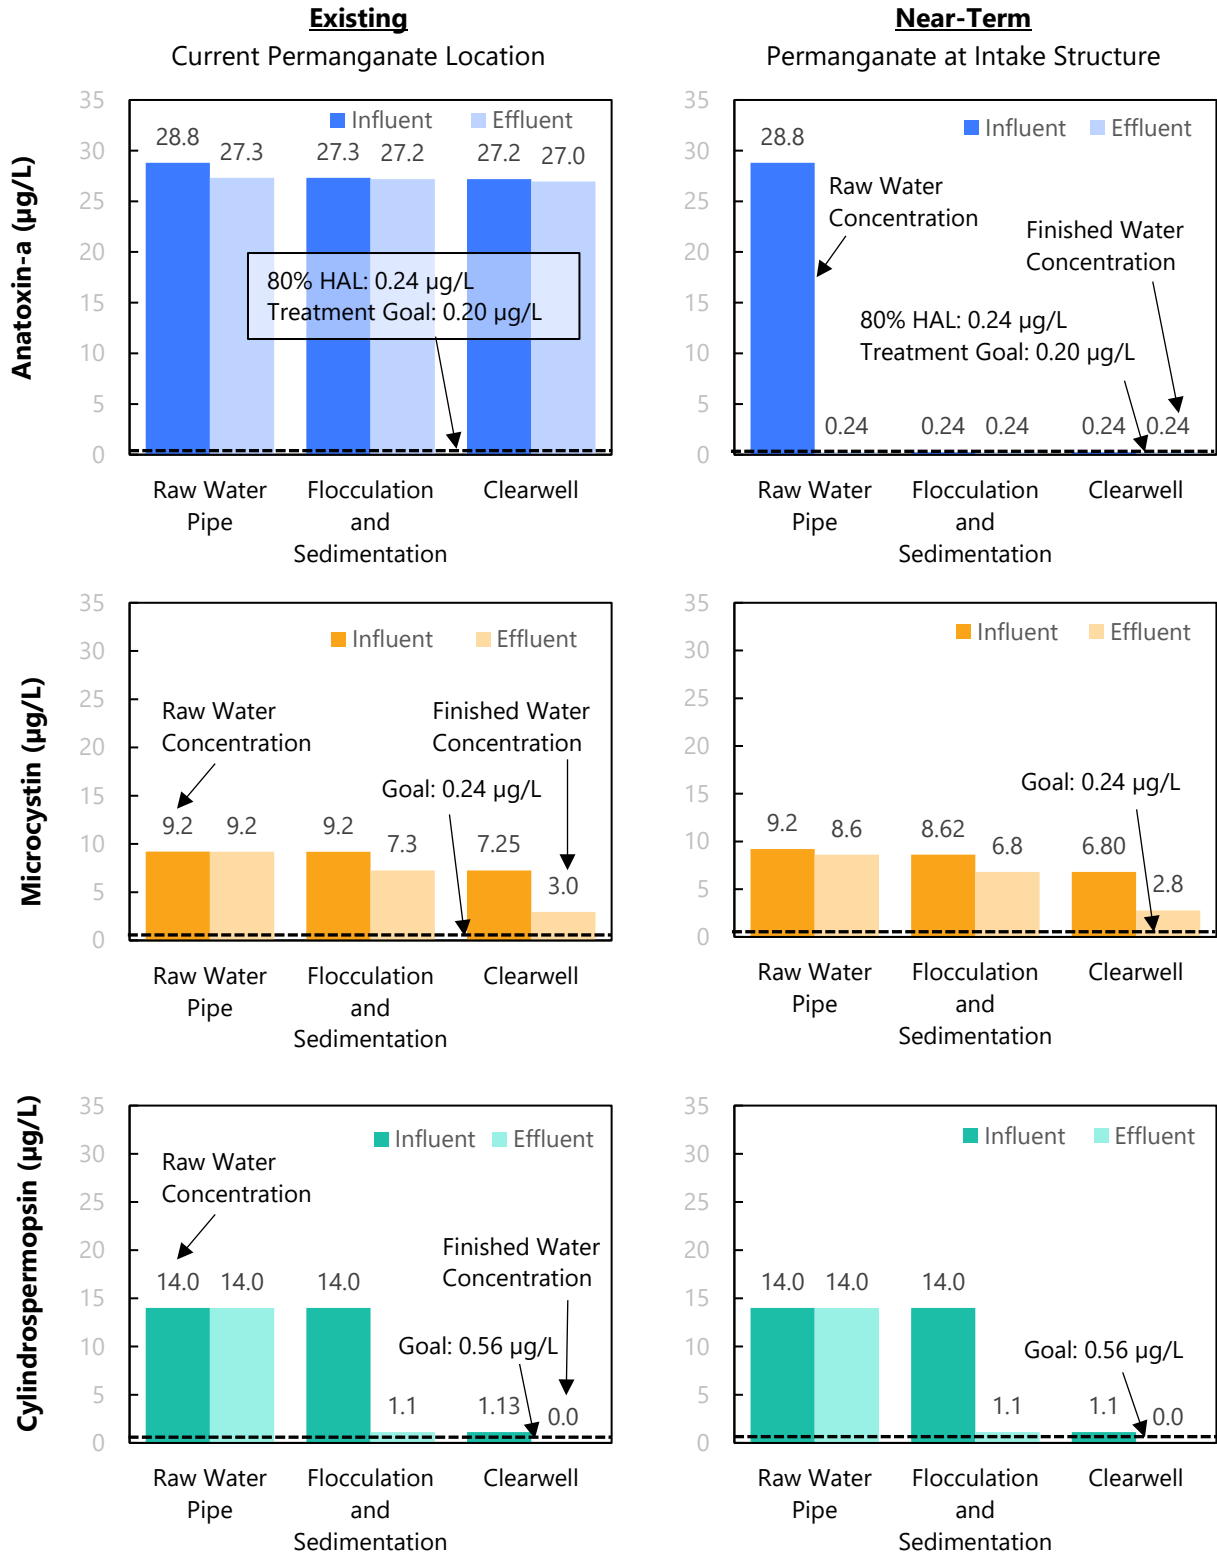 Existing
Current Permanganate Location
Near-Term
Permanganate at Intake Structure
Anatoxin-a (µg/L)
35
30
25
20
15
10
5
0
Influent
Effluent
28.8
27.3
27.3
27.2
27.2
27.0
80% HAL: 0.24 µg/L
Treatment Goal: 0.20 µg/L
Raw Water
Pipe
Flocculation
and
Sedimentation
Clearwell
35
30
25
20
15
10
5
0
Influent
Effluent
28.8
Raw Water
Concentration
Finished Water
Concentration
80% HAL: 0.24 µg/L
Treatment Goal: 0.20 µg/L
0.24
0.24
0.24
0.24
0.24
Raw Water
Pipe
Flocculation
and
Sedimentation
Clearwell
Microcystin (µg/L)
35
30
25
20
15
10
5
0
Influent
Effluent
Raw Water
Concentration
Finished Water
Concentration
Goal: 0.24 µg/L
9.2
9.2
9.2
7.3
7.25
3.0
Raw Water
Pipe
Flocculation
and
Sedimentation
Clearwell
35
30
25
20
15
10
5
0
Influent
Effluent
Goal: 0.24 µg/L
9.2
8.6
8.62
6.8
6.80
2.8
Raw Water
Pipe
Flocculation
and
Sedimentation
Clearwell
Cylindrospermopsin (µg/L)
35
30
25
20
15
10
5
0
Influent
Effluent
Raw Water
Concentration
Finished Water
Concentration
Goal: 0.56 µg/L
14.0
14.0
14.0
1.1
1.13
0.0
Raw Water
Pipe
Flocculation
and
Sedimentation
Clearwell
35
30
25
20
15
10
5
0
Influent
Effluent
Goal: 0.56 µg/L
14.0
14.0
14.0
1.1
1.1
0.0
Raw Water
Pipe
Flocculation
and
Sedimentation
Clearwell